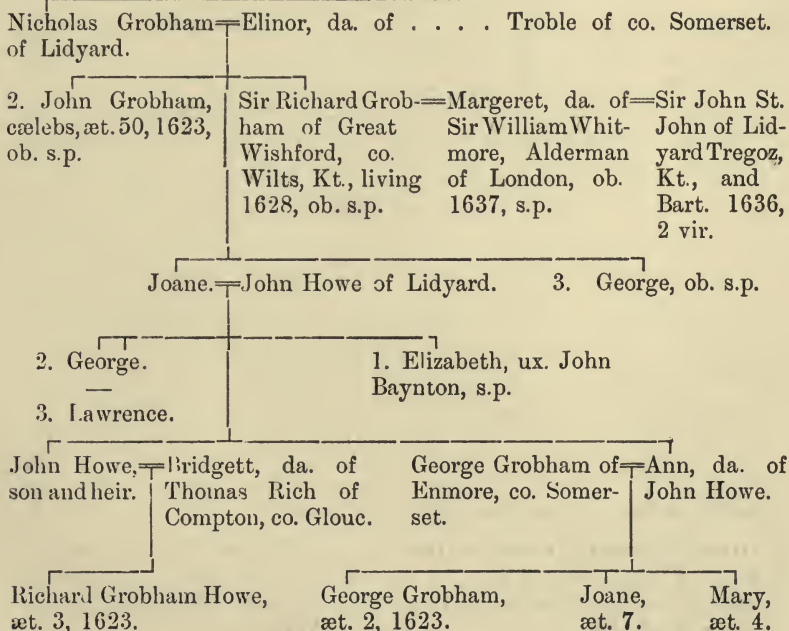 Nicholas Grobham=Elinor, da. of . . . . Troble of co. Somerset.
of Lidyard.
2. John Grobham,
cælebs, æt. 50, 1623,
ob. s.p.
Sir Richard Grob-
ham of Great
Wishford, co.
Wilts, Kt., living
1628, ob. s.p.
=Margeret, da. of
Sir William Whit-
more, Alderman
of London, ob.
1637, s.p.
=Sir John St.
John of Lid-
yard Tregoz,
Kt., and
Bart. 1636,
2 vir.
Joane.=John Howe of Lidyard.
3. George, ob. s.p.
2. George.
—
3. Lawrence.
1. Elizabeth, ux. John
Baynton, s.p.
John Howe,
son and heir.
=Bridgett, da. of
Thomas Rich of
Compton, co. Glouc.
George Grobham of
Enmore, co. Somer-
set.
=Ann, da. of
John Howe.
Richard Grobham Howe,
æt. 3, 1623.
George Grobham,
æt. 2, 1623.
Joane,
æt. 7.
Mary,
æt. 4.